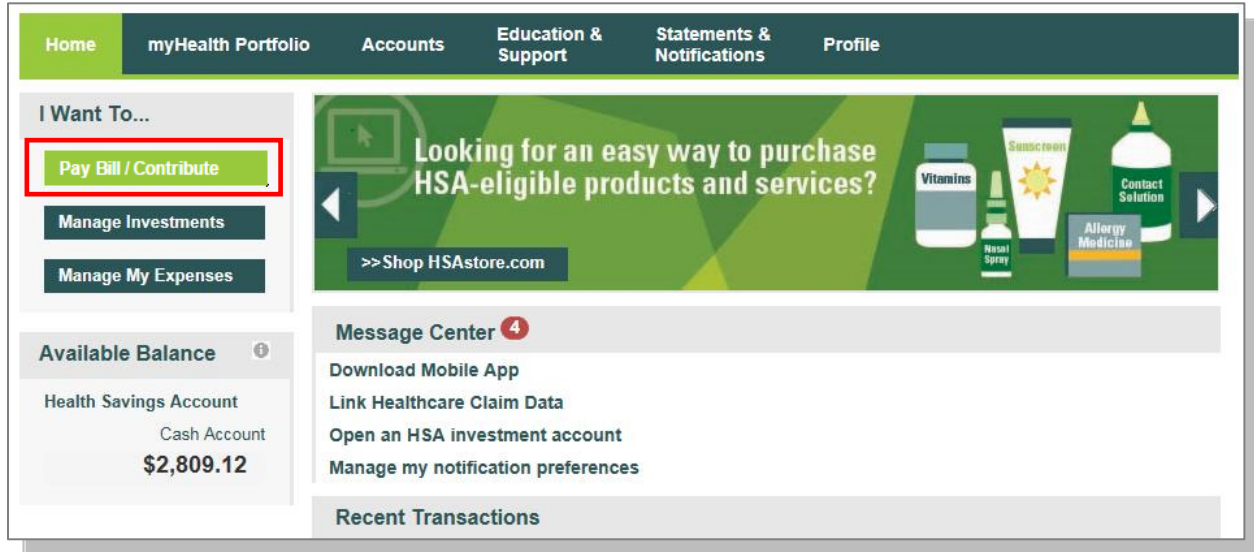 Home
myHealth Portfolio
Accounts
Education &
Support
Statements &
Notifications
Profile
I Want To...
Pay Bill / Contribute
Manage Investments
Manage My Expenses
Looking for an easy way to purchase
HSA-eligible products and services?
>>Shop HSAstore.com
Vitamins
Sunscreen
Nasal
Spray
Contact
Solution
Allergy
Medicine
Available Balance
Health Savings Account
Cash Account
$2,809.12
Message Center 4
Download Mobile App
Link Healthcare Claim Data
Open an HSA investment account
Manage my notification preferences
Recent Transactions